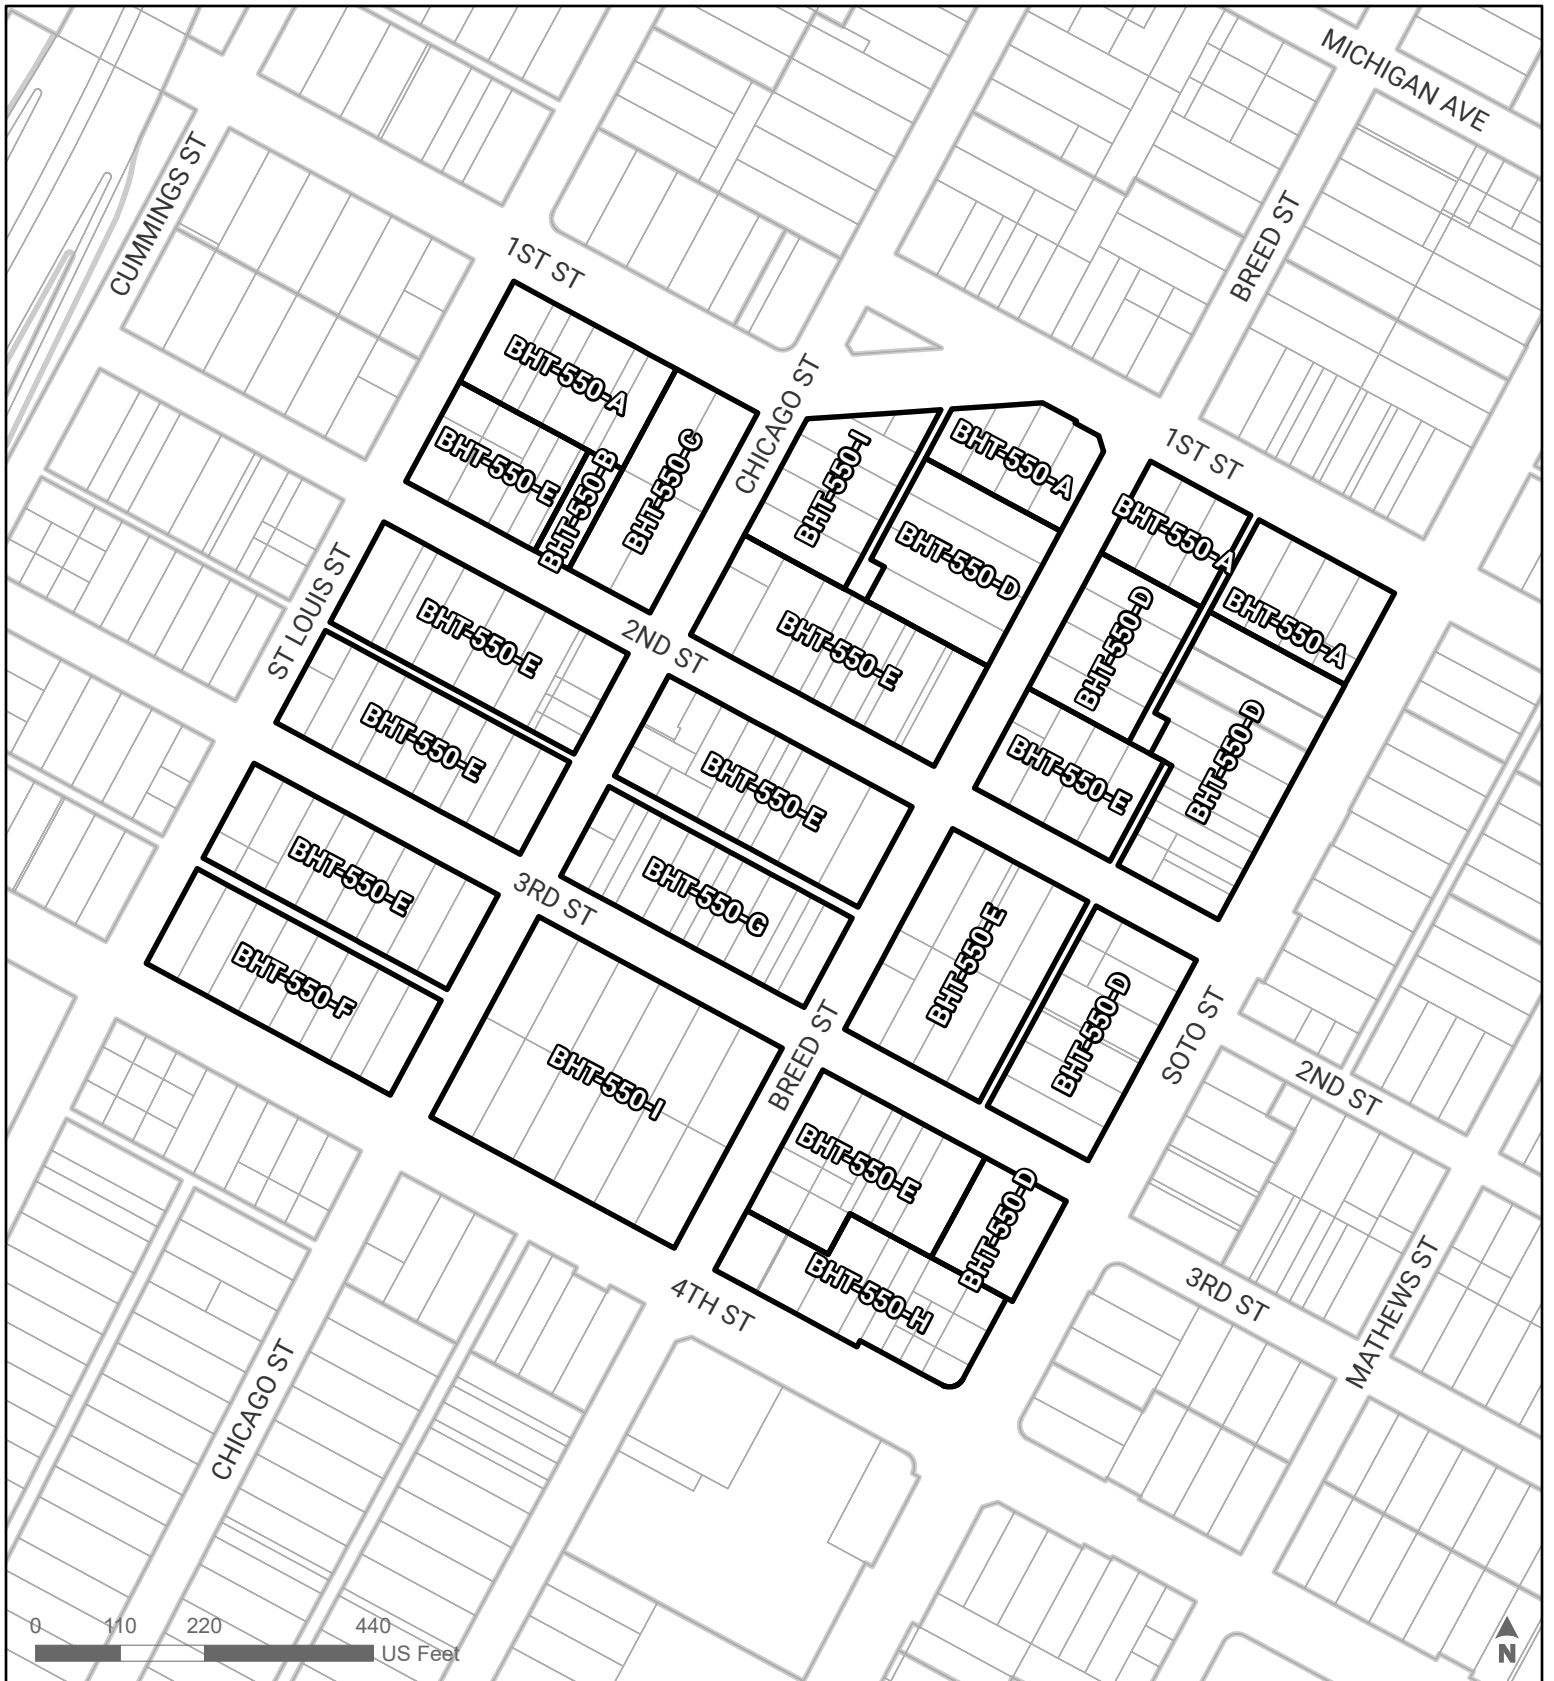 MICHIGAN AVE
CUMMINGS ST
BREED ST
1ST ST
BHT-550-A
CHICAGO ST
BHT-550-I
BHT-550-A
1ST ST
BHT-550-E
BHT-550-B
BHT-550-C
BHT-550-D
BHT-550-A
BHT-550-A
BHT-550-D
ST LOUIS ST
BHT-550-E
2ND ST
BHT-550-E
BHT-550-E
BHT-550-E
BHT-550-E
BHT-550-D
BHT-550-E
3RD ST
BHT-550-G
BHT-550-E
BHT-550-D
BHT-550-F
BHT-550-I
BREED ST
SOTO ST
2ND ST
BHT-550-E
BHT-550-D
BHT-550-H
4TH ST
3RD ST
MATHEWS ST
CHICAGO ST
0 110 220 440
US Feet
N